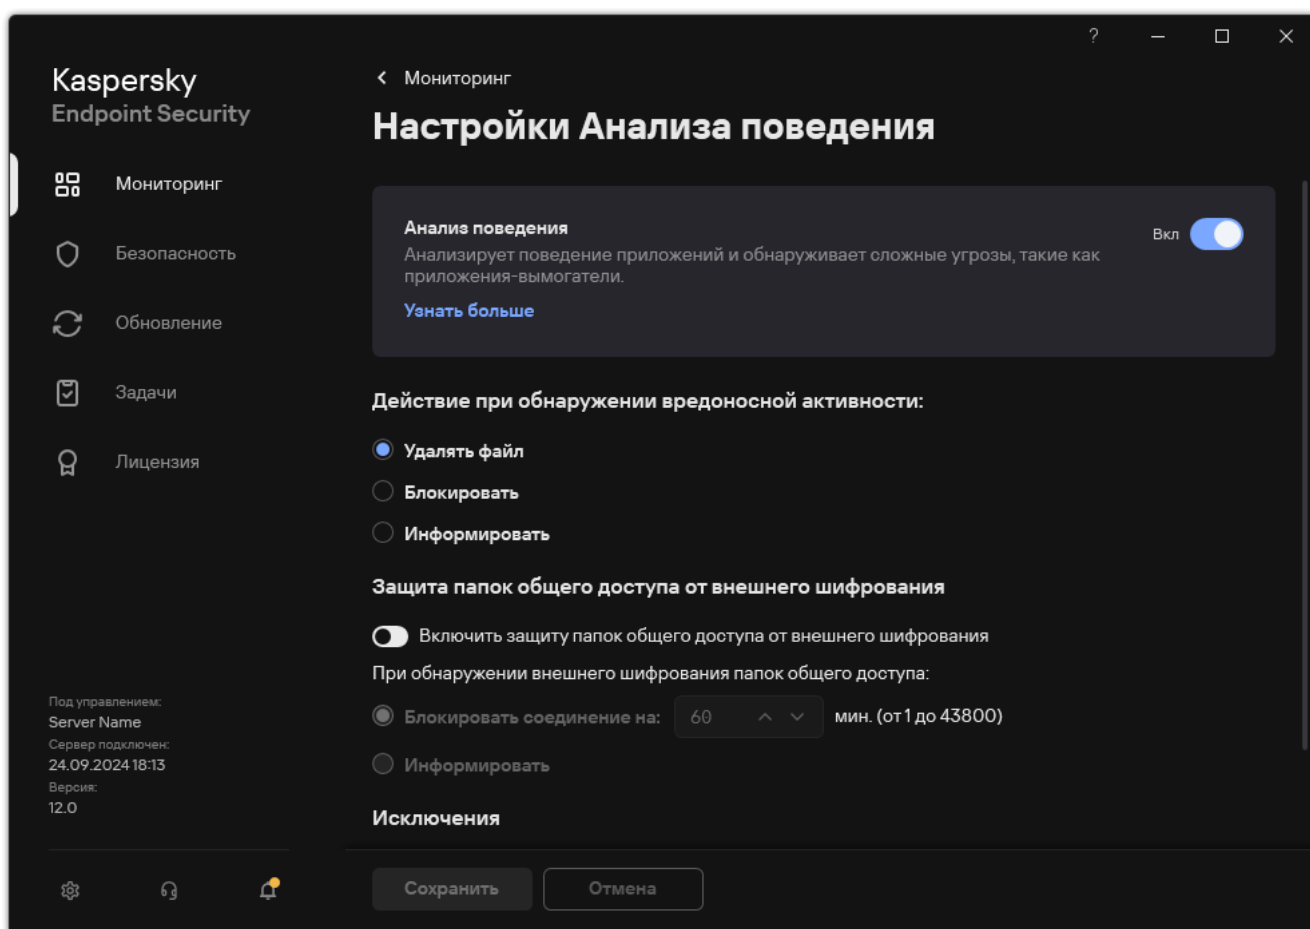 ?
Kaspersky
Endpoint Security
Мониторинг
Безопасность
Обновление
Задачи
Лицензия
Под управлением:
Server Name
Сервер подключен:
24.09.2024 18:13
Версия:
12.0
Мониторинг
Настройки Анализа поведения
Анализ поведения
Вкл
Анализирует поведение приложений и обнаруживает сложные угрозы, такие как
приложения-вымогатели.
Узнать больше
Действие при обнаружении вредоносной активности:
Удалять файл
Блокировать
Информировать
Защита папок общего доступа от внешнего шифрования
Включить защиту папок общего доступа от внешнего шифрования
При обнаружении внешнего шифрования папок общего доступа:
Блокировать соединение на: 60 мин. (от 1 до 43800)
Информировать
Исключения
Сохранить Отмена